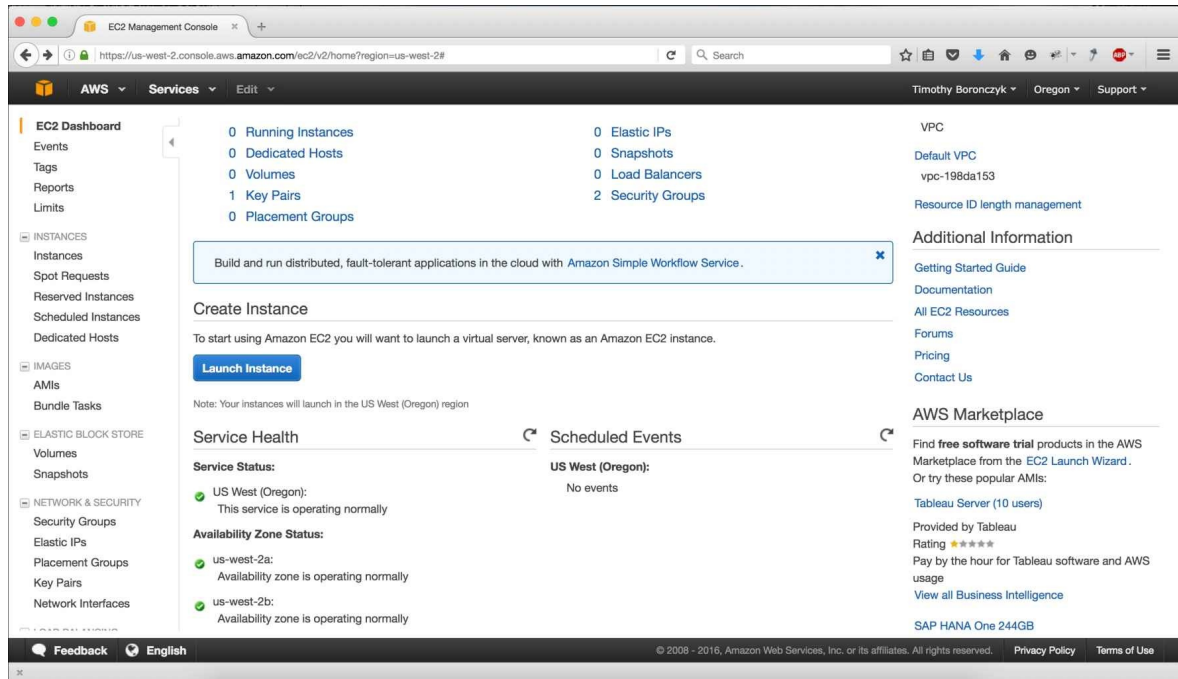 EC2 Management Console
https://us-west-2.console.aws.amazon.com/ec2/v2/home?region=us-west-2#
Search
ABP
AWS
Services
Edit
Timothy Boronczyk
Oregon
Support
EC2 Dashboard
Events
Tags
Reports
Limits
INSTANCES
Instances
Spot Requests
Reserved Instances
Scheduled Instances
Dedicated Hosts
IMAGES
AMIs
Bundle Tasks
ELASTIC BLOCK STORE
Volumes
Snapshots
NETWORK & SECURITY
Security Groups
Elastic IPs
Placement Groups
Key Pairs
Network Interfaces
LOAD BALANCING
0 Running Instances
0 Dedicated Hosts
0 Volumes
1 Key Pairs
0 Placement Groups
0 Elastic IPs
0 Snapshots
0 Load Balancers
2 Security Groups
Build and run distributed, fault-tolerant applications in the cloud with Amazon Simple Workflow Service.
Create Instance
To start using Amazon EC2 you will want to launch a virtual server, known as an Amazon EC2 instance.
Launch Instance
Note: Your instances will launch in the US West (Oregon) region
Service Health
Service Status:
US West (Oregon):
This service is operating normally
Availability Zone Status:
us-west-2a:
Availability zone is operating normally
us-west-2b:
Availability zone is operating normally
Scheduled Events
US West (Oregon):
No events
VPC
Default VPC
vpc-198da153
Resource ID length management
Additional Information
Getting Started Guide
Documentation
All EC2 Resources
Forums
Pricing
Contact Us
AWS Marketplace
Find free software trial products in the AWS
Marketplace from the EC2 Launch Wizard.
Or try these popular AMIs:
Tableau Server (10 users)
Provided by Tableau
Rating
Pay by the hour for Tableau software and AWS
usage
View all Business Intelligence
SAP HANA One 244GB
Feedback
English
© 2008 - 2016, Amazon Web Services, Inc. or its affiliates. All rights reserved.
Privacy Policy
Terms of Use